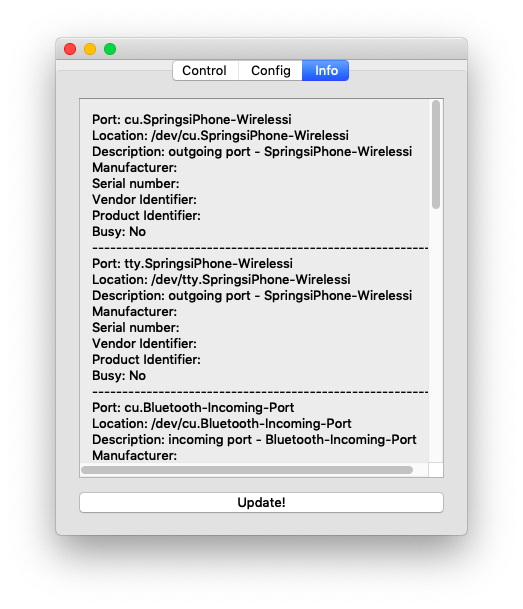 Control Config Info
Port: cu.SpringsiPhone-Wirelessi
Location: /dev/cu.SpringsiPhone-Wirelessi
Description: outgoing port - SpringsiPhone-Wirelessi
Manufacturer:
Serial number:
Vendor Identifier:
Product Identifier:
Busy: No
----------------------------------------------------------------
Port: tty.SpringsiPhone-Wirelessi
Location: /dev/tty.SpringsiPhone-Wirelessi
Description: outgoing port - SpringsiPhone-Wirelessi
Manufacturer:
Serial number:
Vendor Identifier:
Product Identifier:
Busy: No
----------------------------------------------------------------
Port: cu.Bluetooth-Incoming-Port
Location: /dev/cu.Bluetooth-Incoming-Port
Description: incoming port - Bluetooth-Incoming-Port
Manufacturer:
Update!